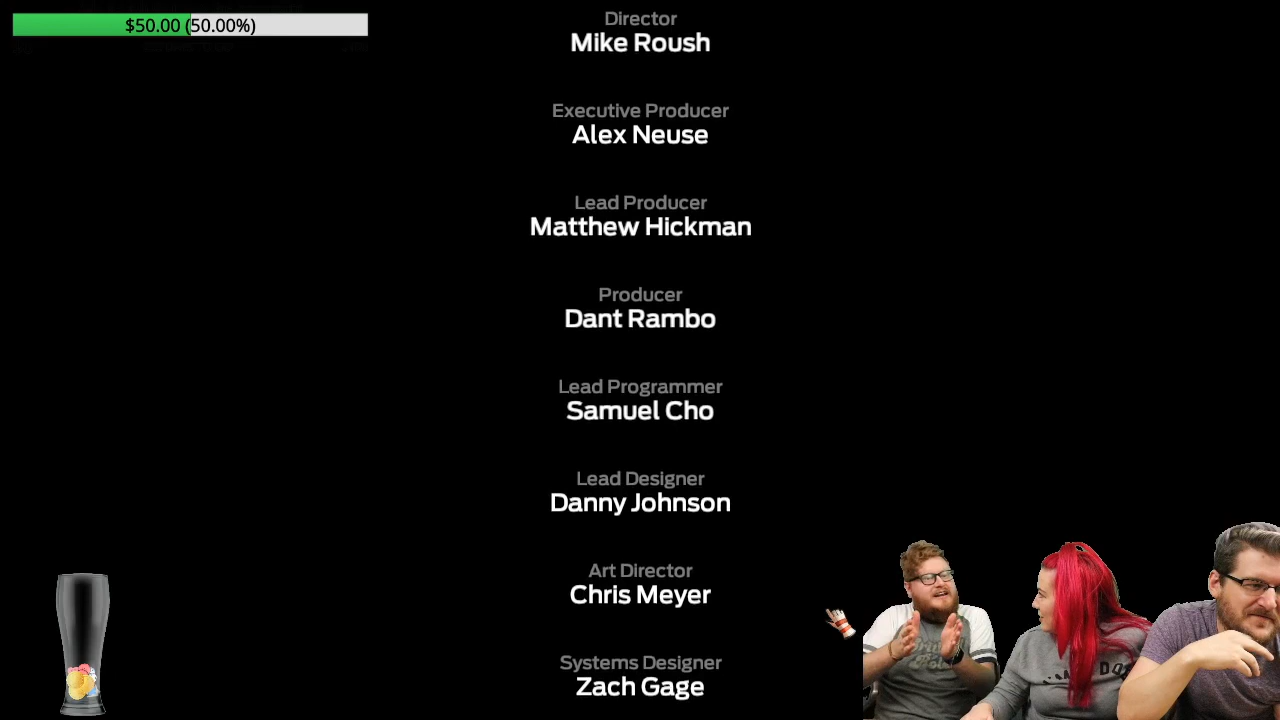 $50.00 (50.00%)
Director
Mike Roush
Executive Producer
Alex Neuse
Lead Producer
Matthew Hickman
Producer
Dant Rambo
Lead Programmer
Samuel Cho
Lead Designer
Danny Johnson
Art Director
Chris Meyer
Systems Designer
Zach Gage